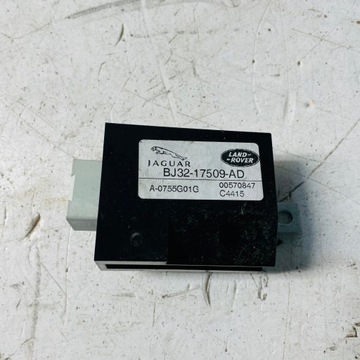 JAGUAR
LAND-
ROVER
BJ32-17509-AD
A-0755G01G 00570847
C4415